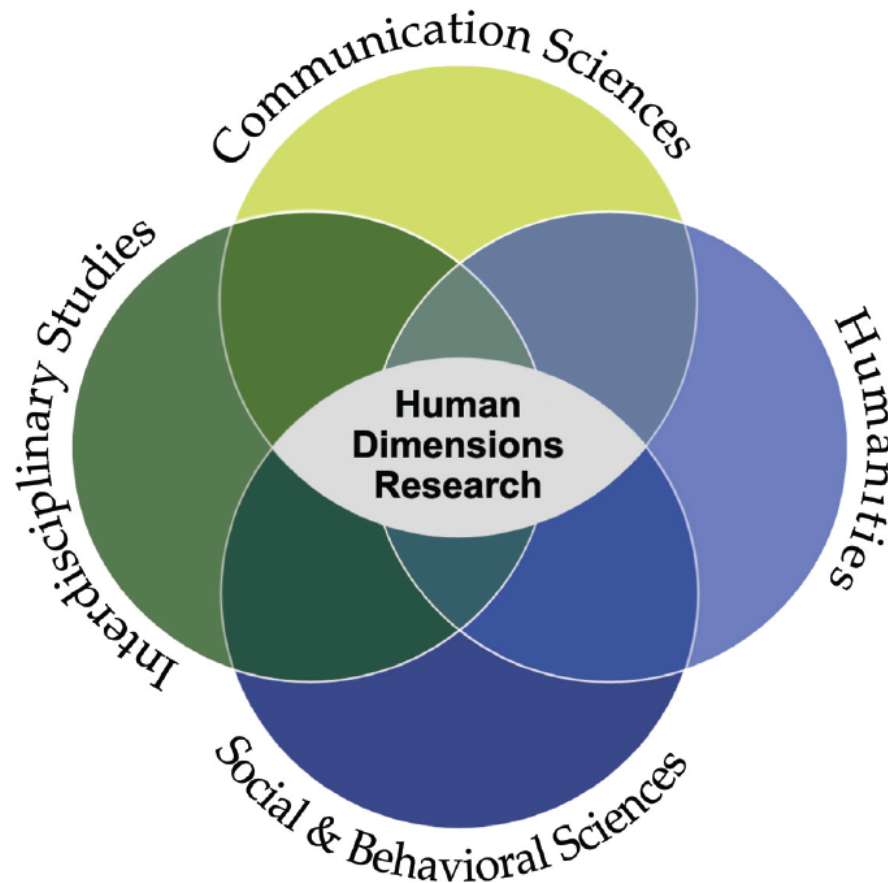 Communication Sciences
Interdisciplinary Studies
Humanities
Human
Dimensions
Research
Social & Behavioral Sciences